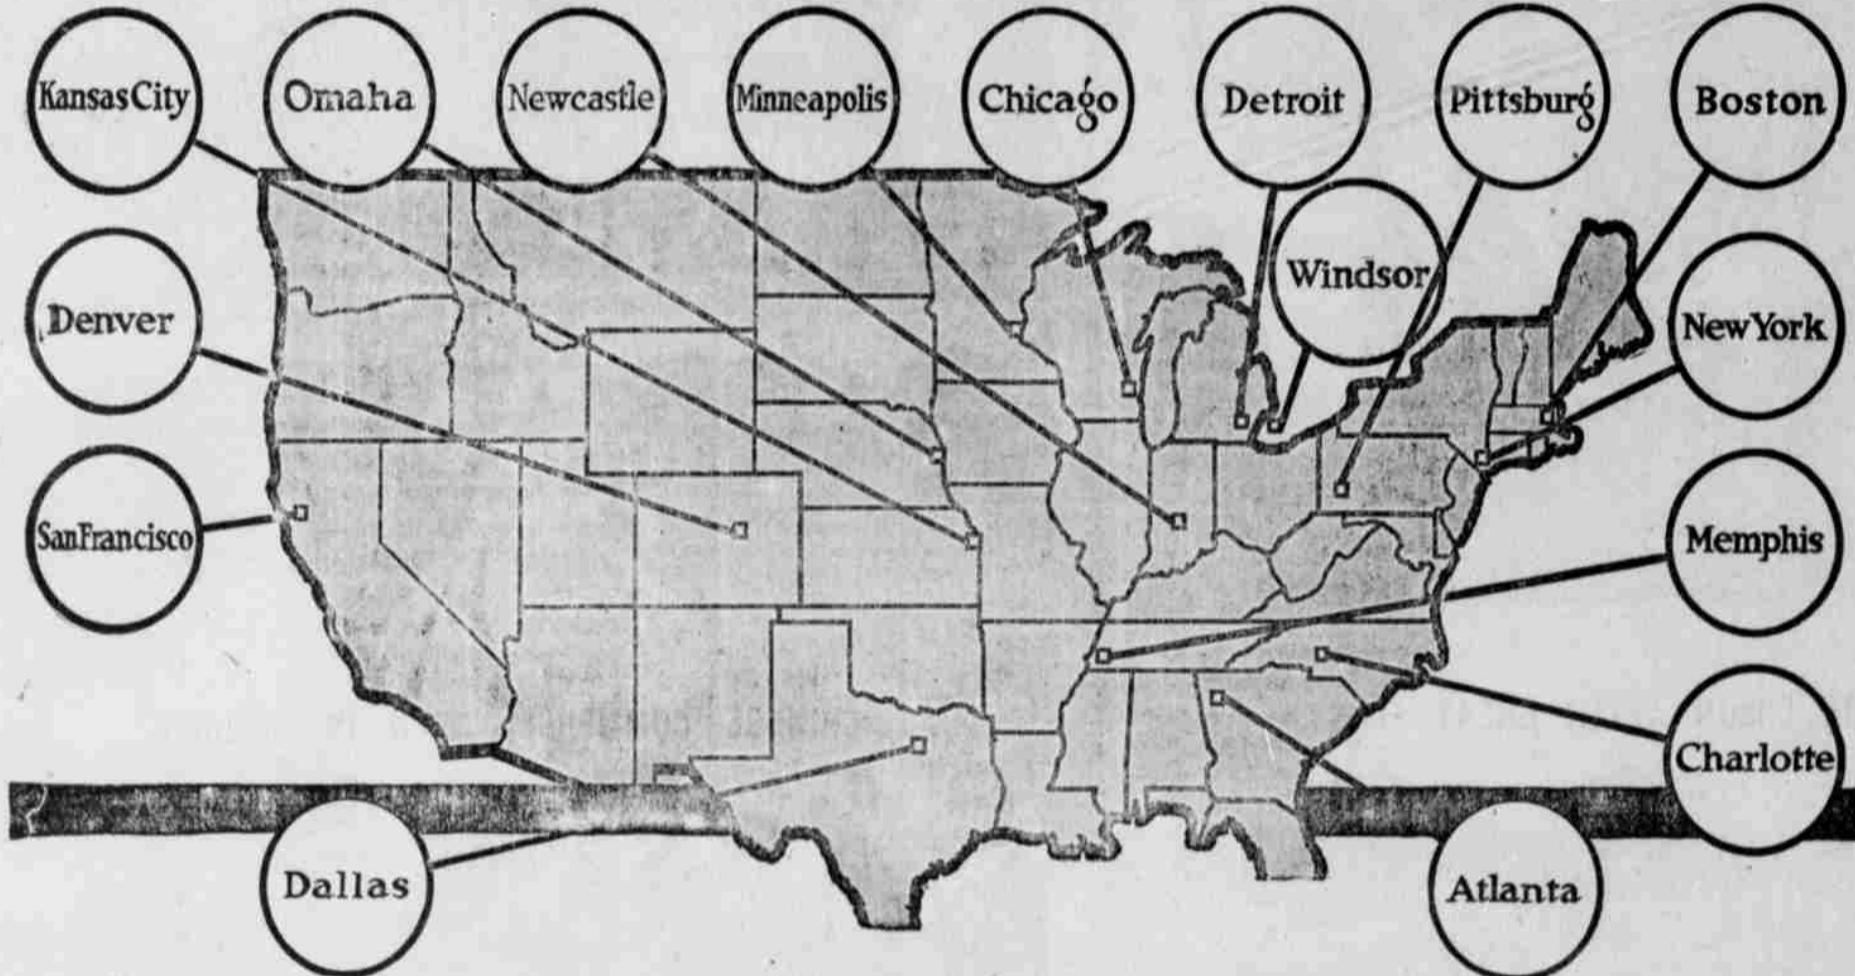 Kansas City
Omaha
Newcastle
Minneapolis
Chicago
Detroit
Pittsburg
Boston
Windsor
Denver
New York
San Francisco
Memphis
Charlotte
Dallas
Atlanta